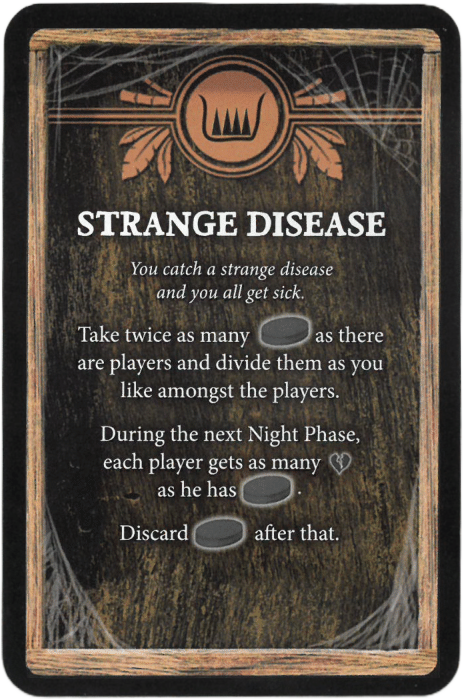 STRANGE DISEASE
You catch a strange disease
and you all get sick.
Take twice as many as there
are players and divide them as you
like amongst the players.
During the next Night Phase,
each player gets as many
as he has .
Discard after that.